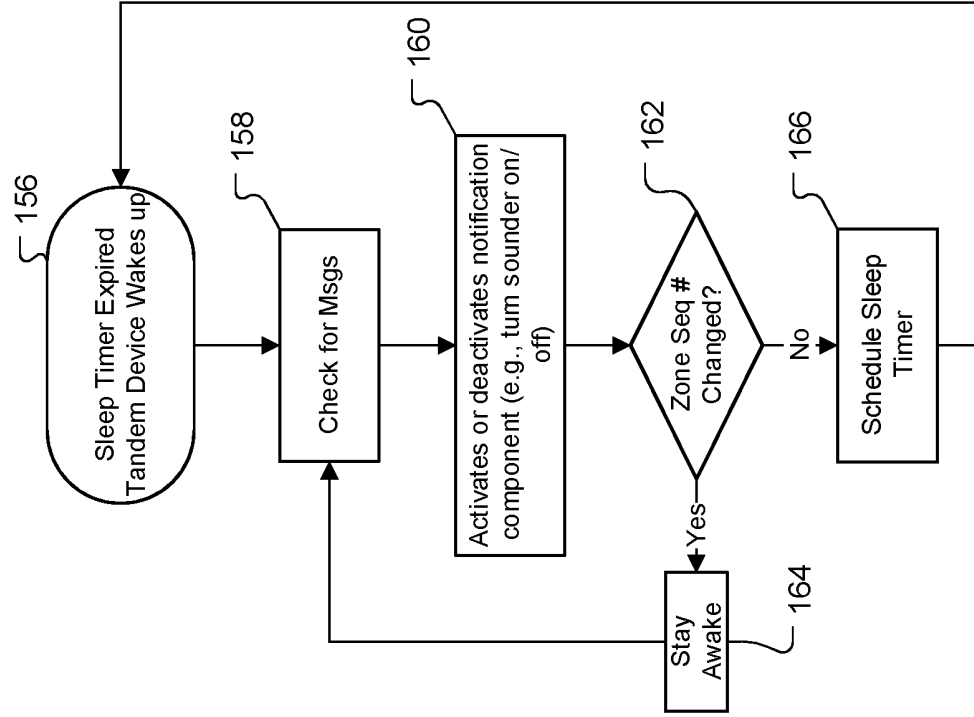 156
Sleep Timer Expired
Tandem Device Wakes up
158
Check for Msgs
160
Activates or deactivates notification
component (e.g., turn sounder on/
off)
162
Zone Seq #
Changed?
Yes
No
Stay
Awake
164
166
Schedule Sleep
Timer